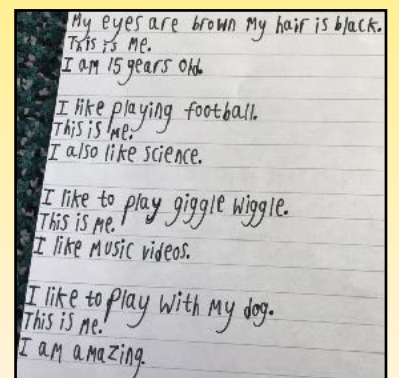 My eyes are brown My hair is black.
This is me.
I am 15 years old.
I like playing football.
This is me.
I also like science.
I like to play giggle wiggle.
This is me.
I like music videos.
I like to play with my dog.
This is me.
I am amazing.